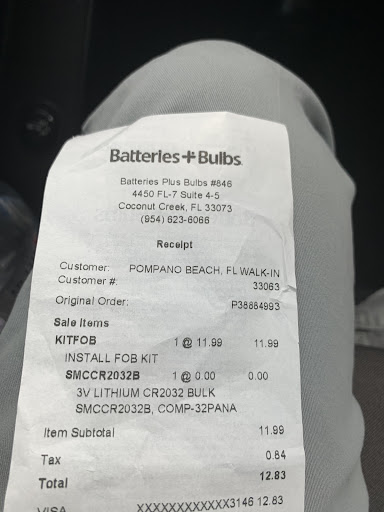 Batteries+Bulbs.
Batteries Plus Bulbs #846
4450 FL-7 Suite 4-5
Coconut Creek, FL 33073
(954) 623-6066
Receipt
Customer: POMPANO BEACH, FL WALK-IN
Customer #: 33063
Original Order: P38684993
Sale Items
KITFOB 1 @ 11.99 11.99
INSTALL FOB KIT
SMCCR2032B 1 @ 0.00 0.00
3V LITHIUM CR2032 BULK
SMCCR2032B, COMP-32PANA
Item Subtotal 11.99
Tax 0.84
Total 12.83
VISA XXXXXXXXXXXX3146 12.83